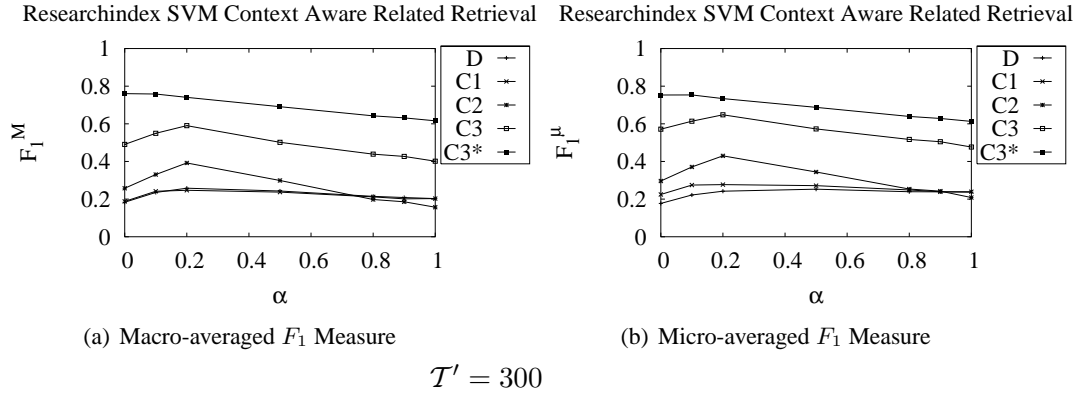 Researchindex SVM Context Aware Related Retrieval
1
0.8
0.6
0.4
0.2
0
0 0.2 0.4 0.6 0.8 1
F₁ᴹ
α
D
C1
C2
C3
C3*
(a) Macro-averaged F₁ Measure
Researchindex SVM Context Aware Related Retrieval
1
0.8
0.6
0.4
0.2
0
0 0.2 0.4 0.6 0.8 1
F₁^μ
α
D
C1
C2
C3
C3*
(b) Micro-averaged F₁ Measure
𝒯′ = 300